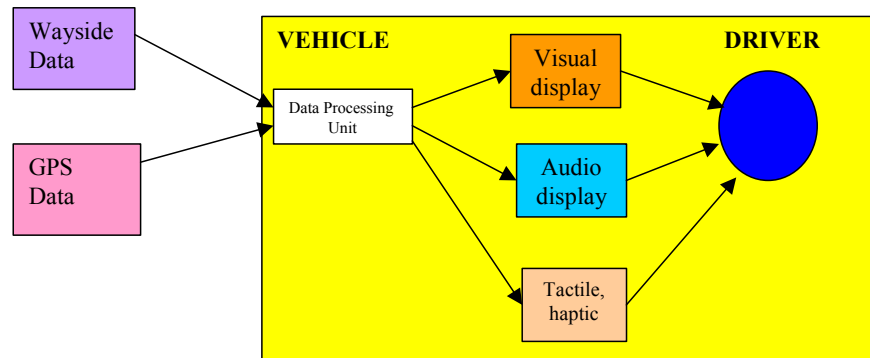 Wayside
Data
GPS
Data
VEHICLE
Data Processing
Unit
Visual
display
Audio
display
Tactile,
haptic
DRIVER